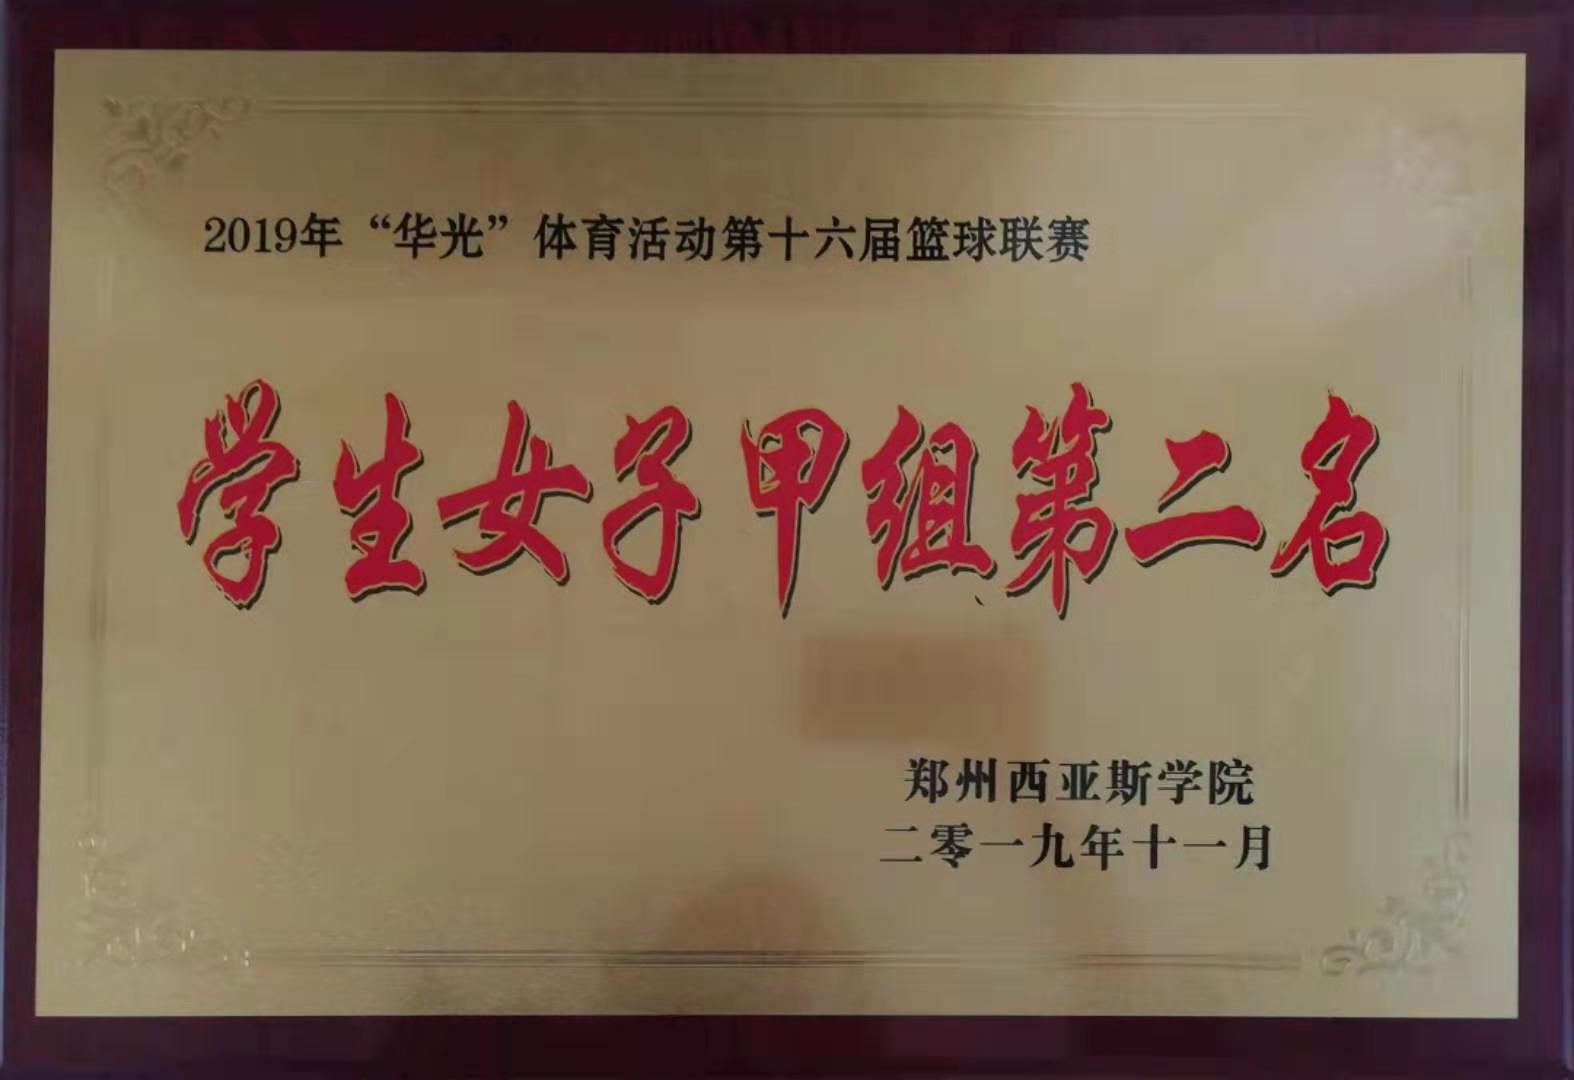 2019年“华光”体育活动第十六届篮球联赛
学生女子甲组第二名
郑州西亚斯学院
二零一九年十一月